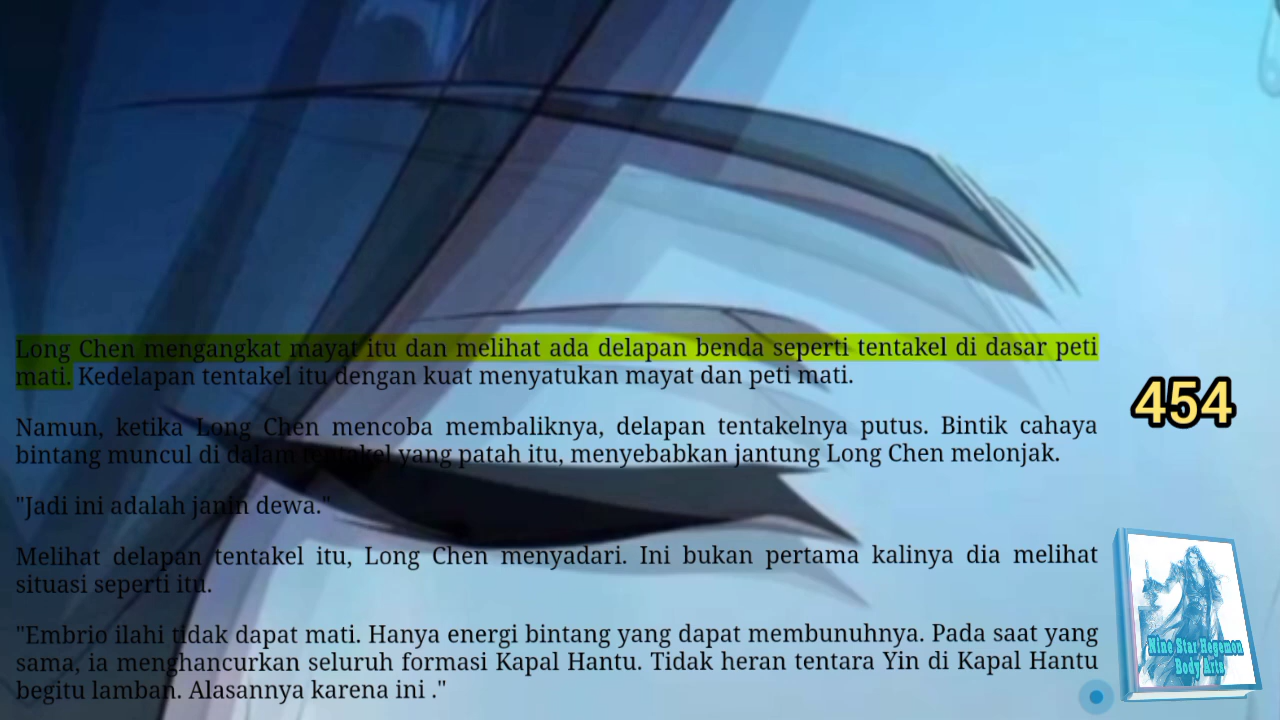 Long Chen mengangkat mayat itu dan melihat ada delapan benda seperti tentakel di dasar peti
mati. Kedelapan tentakel itu dengan kuat menyatukan mayat dan peti mati.
Namun, ketika Long Chen mencoba membaliknya, delapan tentakelnya putus. Bintik cahaya
bintang muncul di dalam tentakel yang patah itu, menyebabkan jantung Long Chen melonjak.
"Jadi ini adalah janin dewa."
Melihat delapan tentakel itu, Long Chen menyadari. Ini bukan pertama kalinya dia melihat
situasi seperti itu.
"Embrio ilahi tidak dapat mati. Hanya energi bintang yang dapat membunuhnya. Pada saat yang
sama, ia menghancurkan seluruh formasi Kapal Hantu. Tidak heran tentara Yin di Kapal Hantu
begitu lamban. Alasannya karena ini ."
454
Nine Star Hegemon
Body Arts